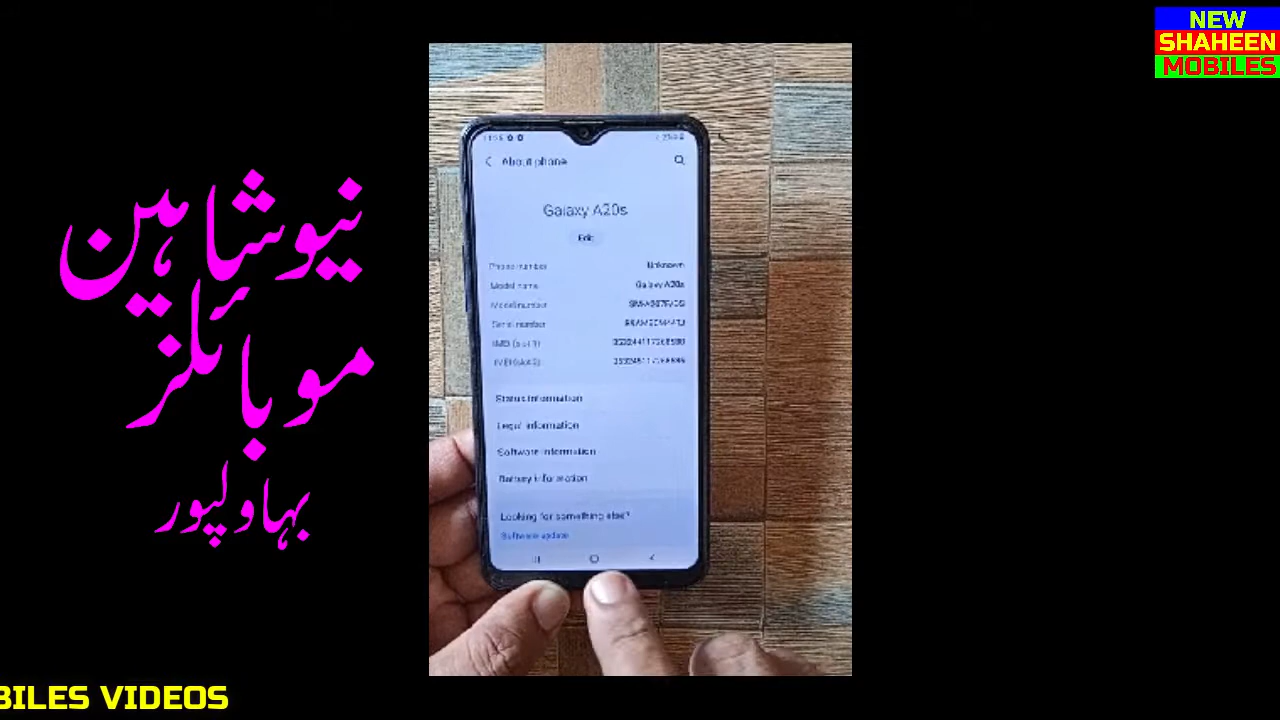 NEW
SHAHEEN
MOBILES
نیو شاہین
موبائلز
بہاولپور
About phone
Galaxy A20s
Edit
Phone number Unknown
Model name Galaxy A20s
Model number
Serial number
IMEI (slot 1)
IMEI (slot 2)
Status information
Legal information
Software information
Battery information
Looking for something else?
Software update
BILES VIDEOS